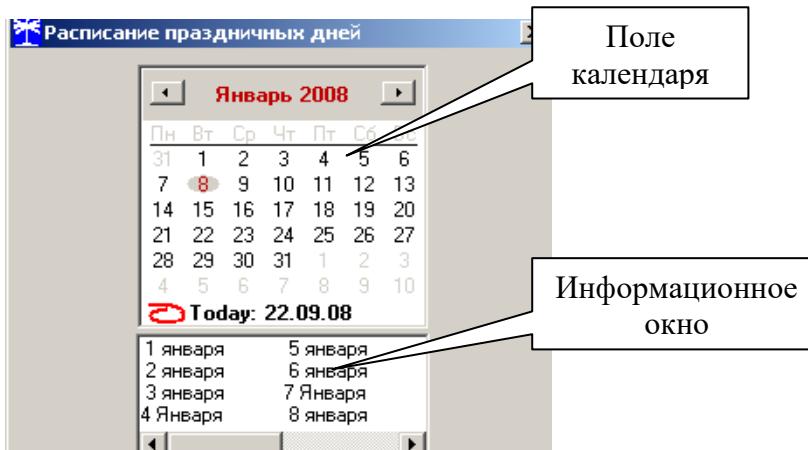 Расписание праздничных дней
Поле
календаря
Январь 2008
Пн Вт Ср Чт Пт Сб Вс
31 1 2 3 4 5 6
7 8 9 10 11 12 13
14 15 16 17 18 19 20
21 22 23 24 25 26 27
28 29 30 31 1 2 3
4 5 6 7 8 9 10
Today: 22.09.08
Информационное
окно
1 января 5 января
2 января 6 января
3 января 7 Января
4 Января 8 января